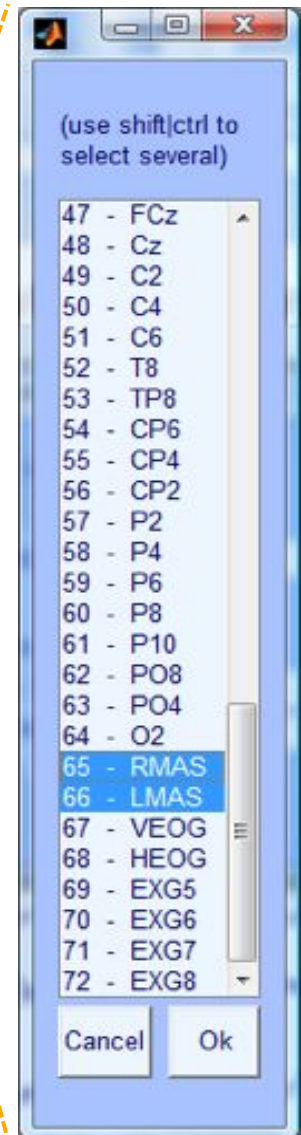 (use shift|ctrl to
select several)
47 - FCz
48 - Cz
49 - C2
50 - C4
51 - C6
52 - T8
53 - TP8
54 - CP6
55 - CP4
56 - CP2
57 - P2
58 - P4
59 - P6
60 - P8
61 - P10
62 - PO8
63 - PO4
64 - O2
65 - RMAS
66 - LMAS
67 - VEOG
68 - HEOG
69 - EXG5
70 - EXG6
71 - EXG7
72 - EXG8
Cancel Ok